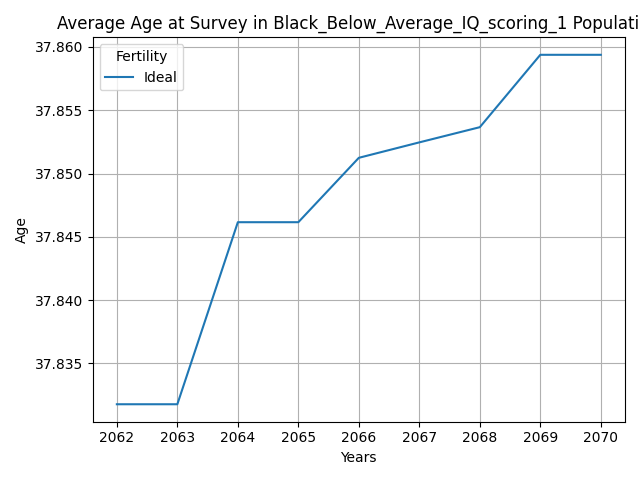 Average Age at Survey in Black_Below_Average_IQ_scoring_1 Populati
Fertility
Ideal
37.860
37.855
37.850
37.845
37.840
37.835
Age
2062 2063 2064 2065 2066 2067 2068 2069 2070
Years